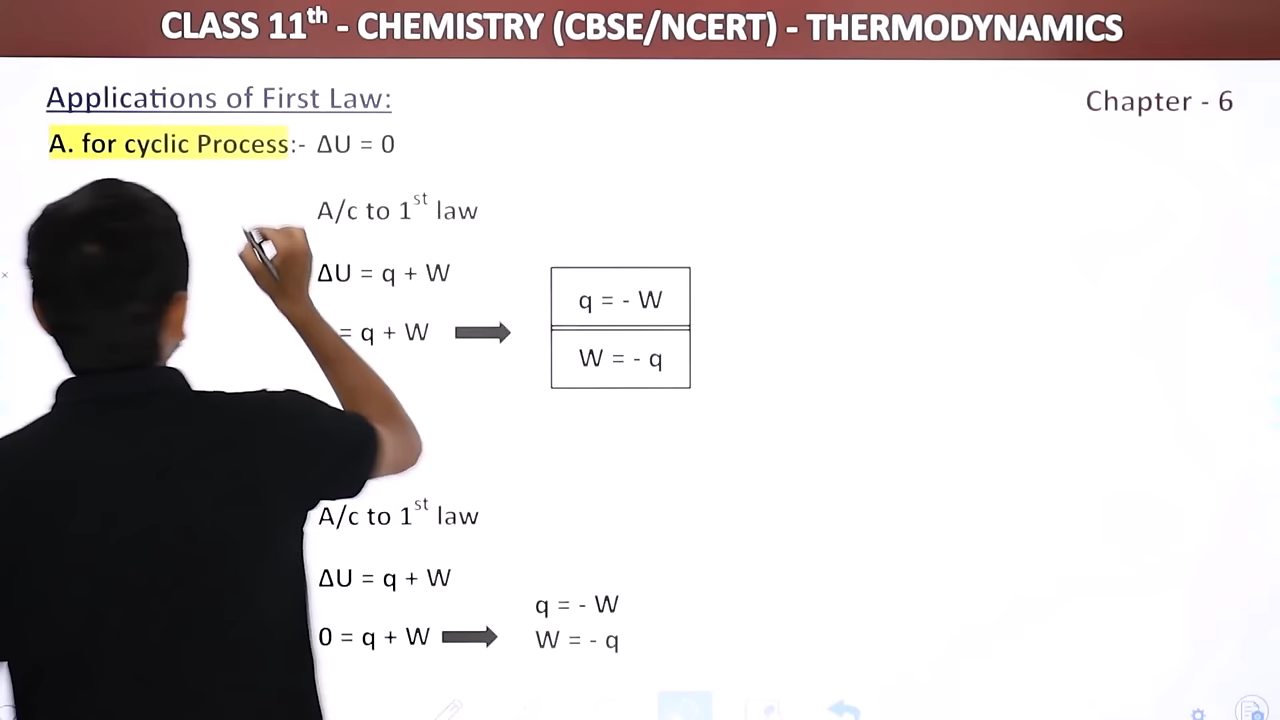 CLASS 11th - CHEMISTRY (CBSE/NCERT) - THERMODYNAMICS
Applications of First Law:
Chapter - 6
A. for cyclic Process:- ΔU = 0
A/c to 1st law
ΔU = q + W
= q + W
q = - W
W = - q
A/c to 1st law
ΔU = q + W
0 = q + W
q = - W
W = - q